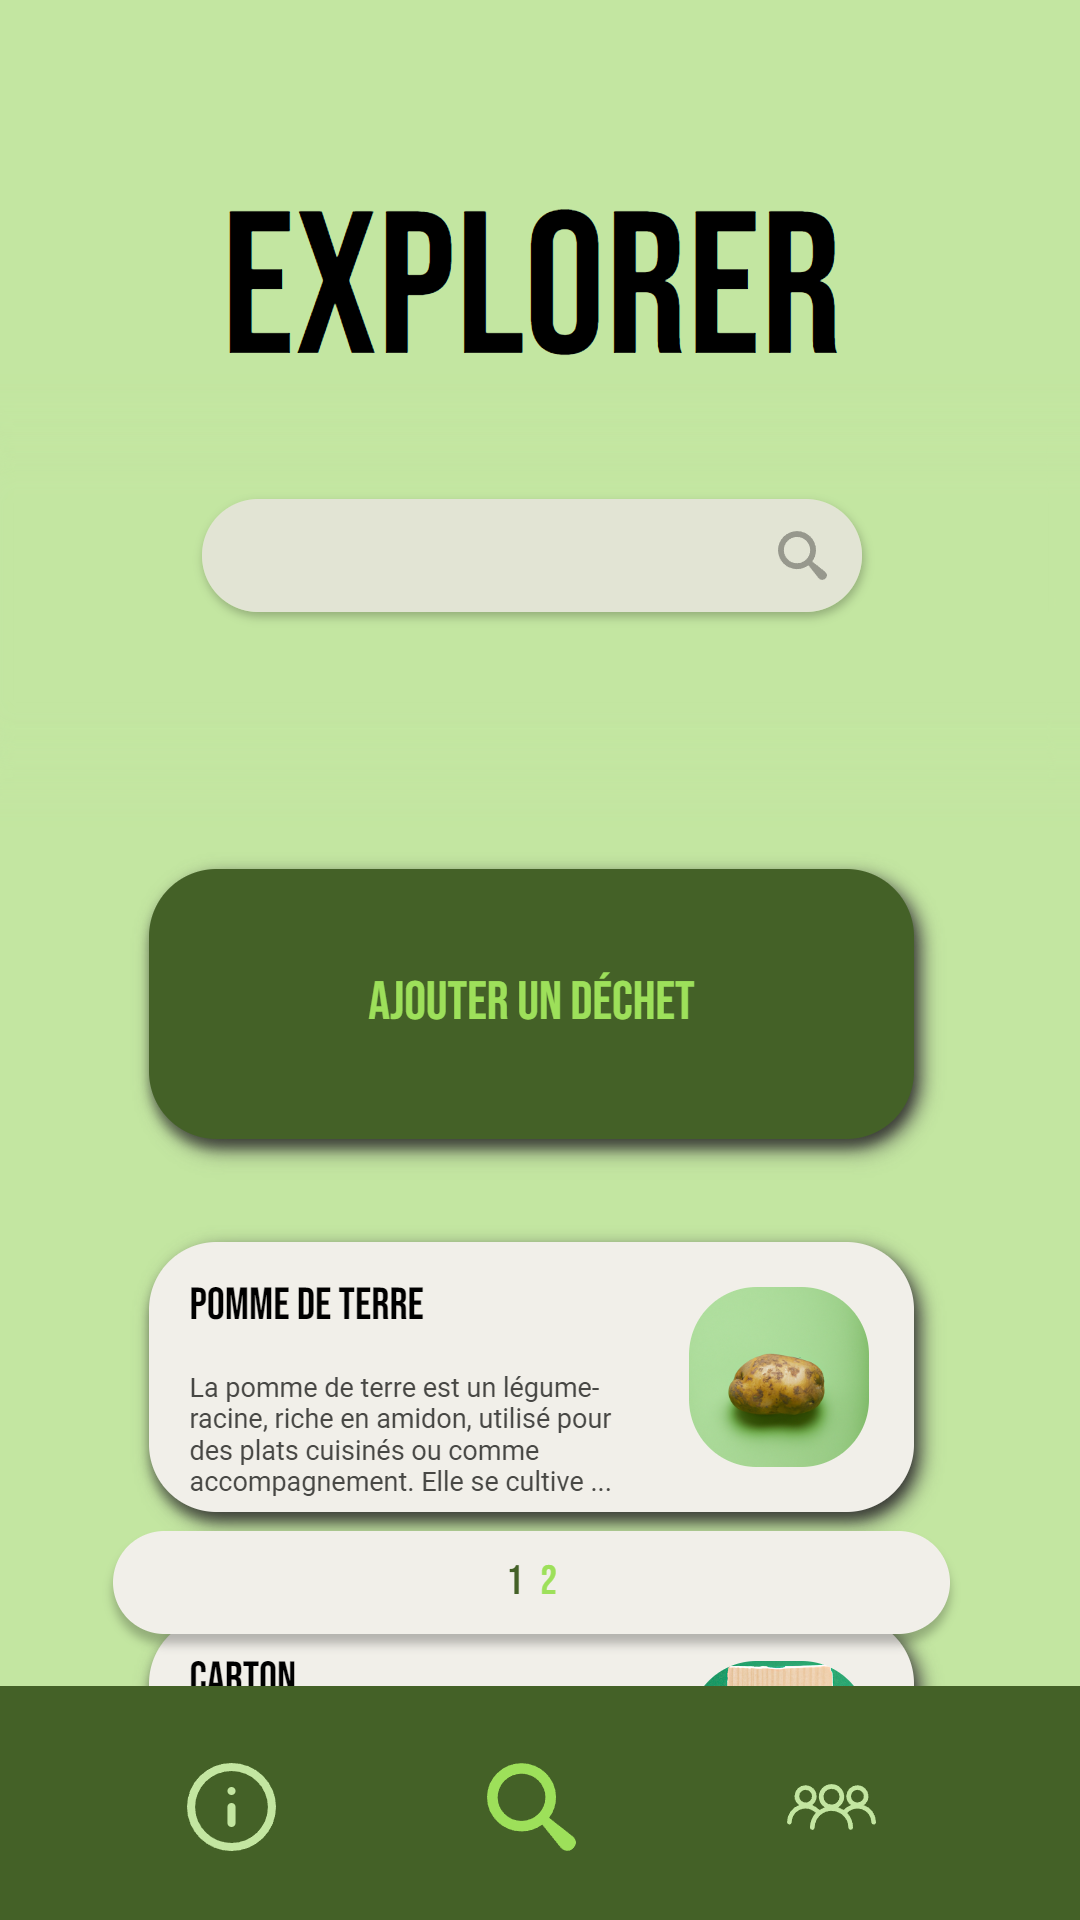 EXPLORER
AJOUTER UN DÉCHET
POMME DE TERRE
La pomme de terre est un légume-
racine, riche en amidon, utilisé pour
des plats cuisinés ou comme
accompagnement. Elle se cultive ...
1 2
CARTON